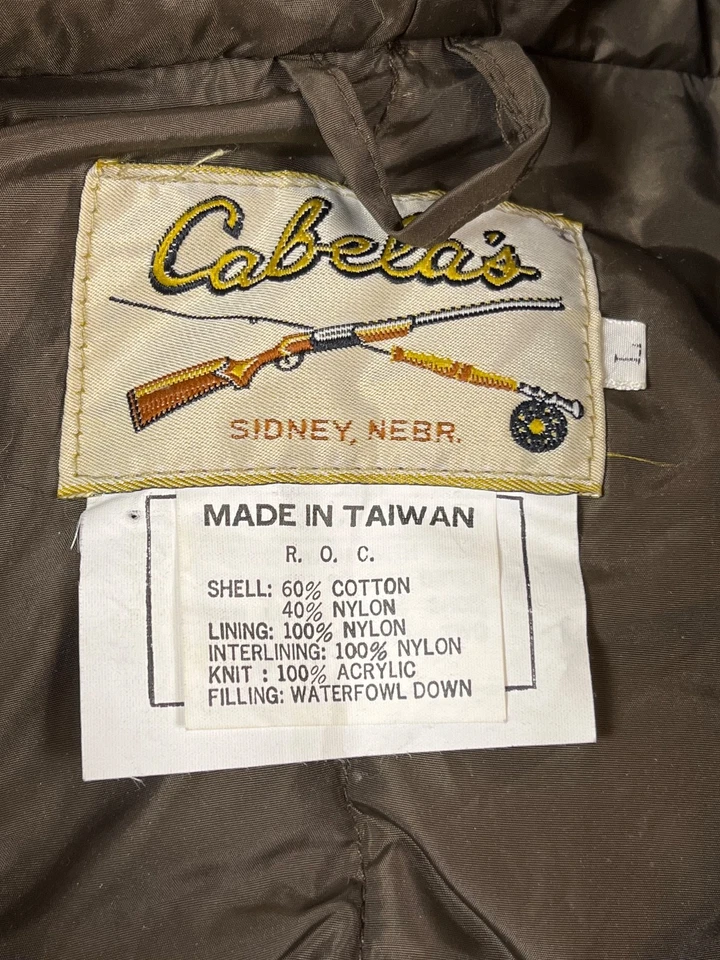 Cabela's
SIDNEY, NEBR.
L
MADE IN TAIWAN
R. O. C.
SHELL: 60% COTTON
40% NYLON
LINING: 100% NYLON
INTERLINING: 100% NYLON
KNIT : 100% ACRYLIC
FILLING: WATERFOWL DOWN